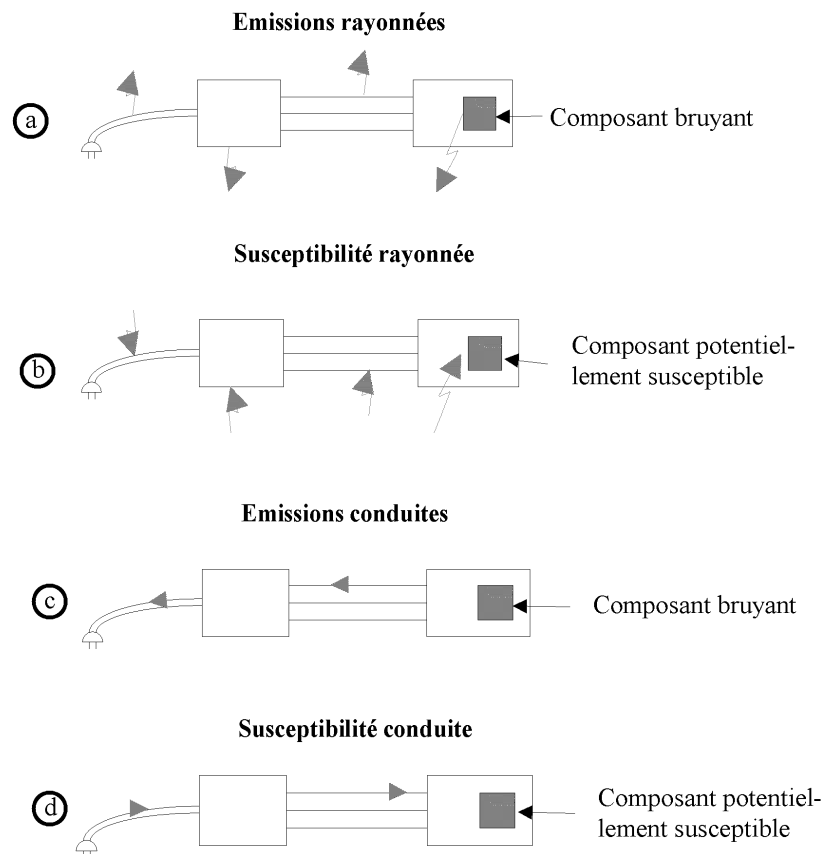 Emissions rayonnées
a
Composant bruyant
Susceptibilité rayonnée
b
Composant potentiel-
lement susceptible
Emissions conduites
c
Composant bruyant
Susceptibilité conduite
d
Composant potentiel-
lement susceptible